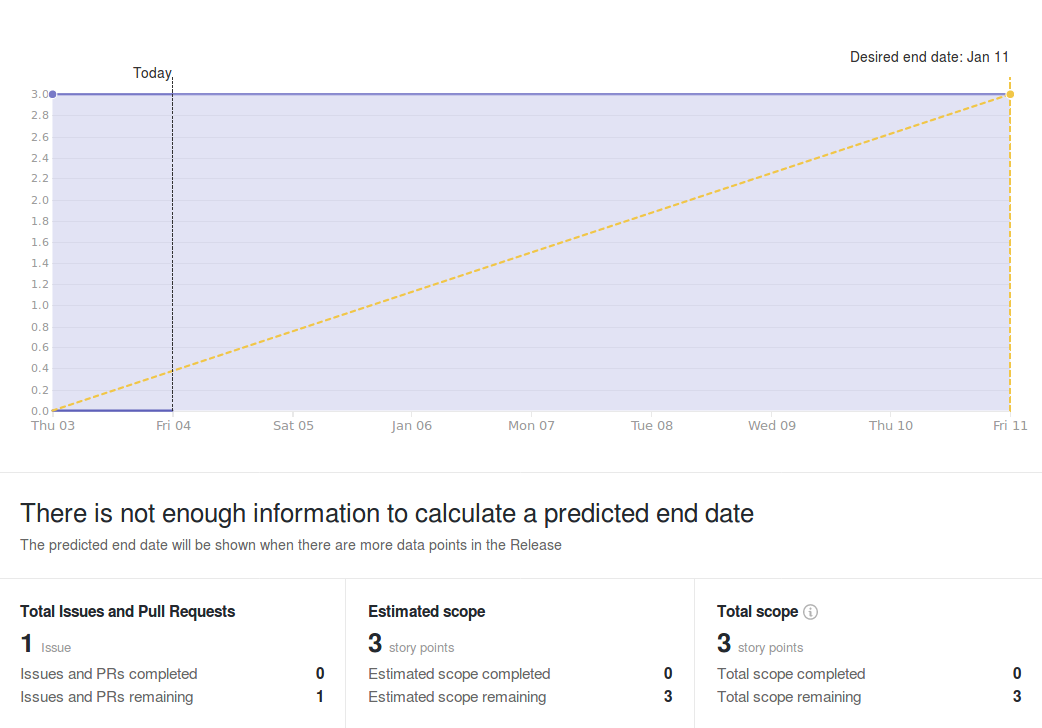 Desired end date: Jan 11
Today
3.0
2.8
2.6
2.4
2.2
2.0
1.8
1.6
1.4
1.2
1.0
0.8
0.6
0.4
0.2
0.0
Thu 03 Fri 04 Sat 05 Jan 06 Mon 07 Tue 08 Wed 09 Thu 10 Fri 11
There is not enough information to calculate a predicted end date
The predicted end date will be shown when there are more data points in the Release
Total Issues and Pull Requests
1 Issue
Issues and PRs completed 0
Issues and PRs remaining 1
Estimated scope
3 story points
Estimated scope completed 0
Estimated scope remaining 3
Total scope
3 story points
Total scope completed 0
Total scope remaining 3